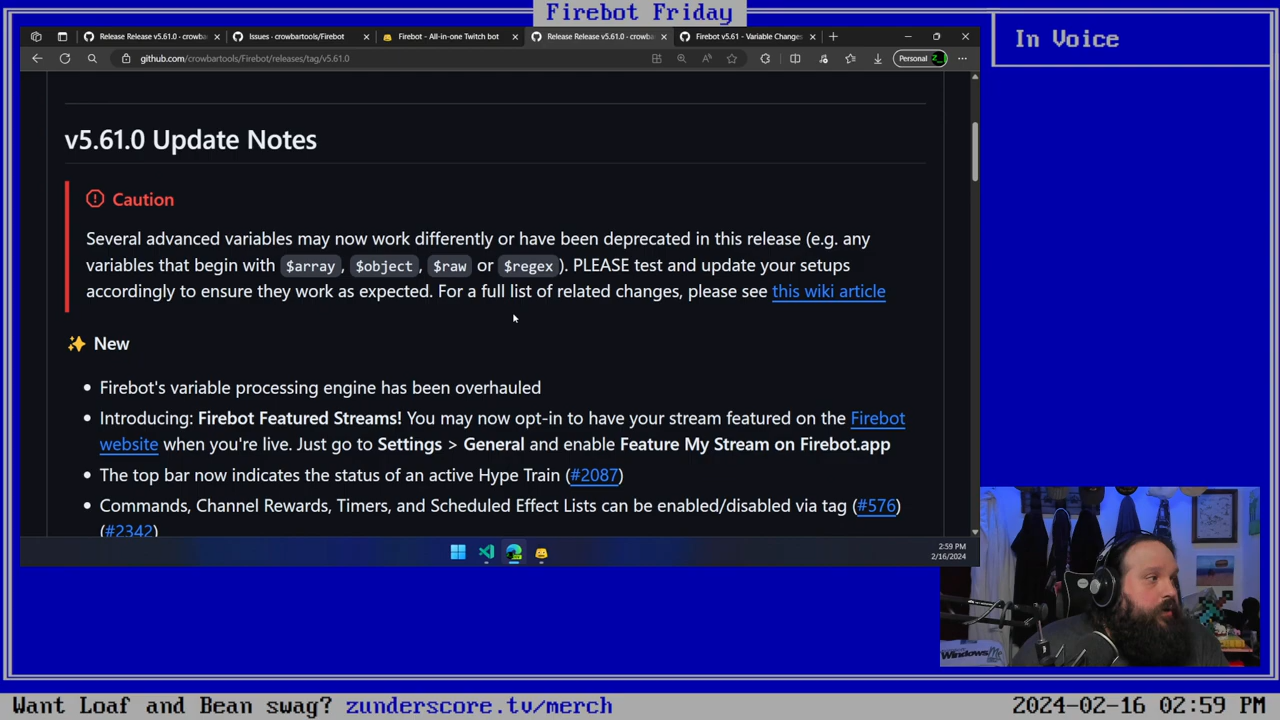 Firebot Friday
Release Release v5.61.0 · crowba
Issues · crowbartools/Firebot
Firebot - All-in-one Twitch bot
Release Release v5.61.0 · crowb
Firebot v5.61 - Variable Changes
In Voice
github.com/crowbartools/Firebot/releases/tag/v5.61.0
Personal
v5.61.0 Update Notes
Caution
Several advanced variables may now work differently or have been deprecated in this release (e.g. any
variables that begin with $array, $object, $raw or $regex). PLEASE test and update your setups
accordingly to ensure they work as expected. For a full list of related changes, please see this wiki article
✨ New
• Firebot's variable processing engine has been overhauled
• Introducing: Firebot Featured Streams! You may now opt-in to have your stream featured on the Firebot
website when you're live. Just go to Settings > General and enable Feature My Stream on Firebot.app
• The top bar now indicates the status of an active Hype Train (#2087)
• Commands, Channel Rewards, Timers, and Scheduled Effect Lists can be enabled/disabled via tag (#576)
(#2342)
2:59 PM
2/16/2024
Windows Me
Want Loaf and Bean swag? zunderscore.tv/merch
2024-02-16 02:59 PM